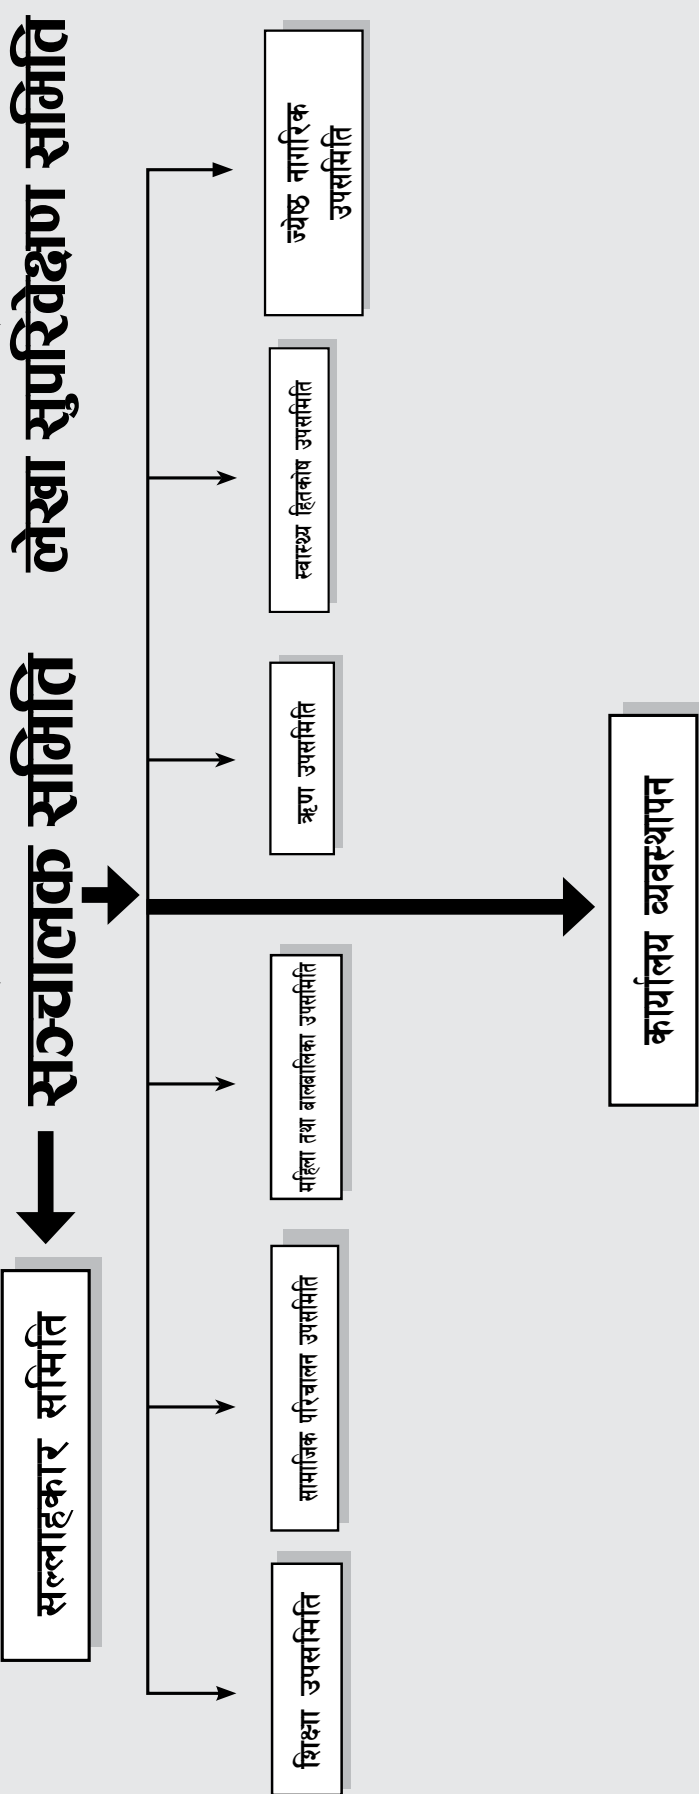 सल्लाहकार समिति
सञ्चालक समिति
लेखा सुपरिवेक्षण समिति
शिक्षा उपसमिति
सामाजिक परिचालन उपसमिति
महिला तथा बालबालिका उपसमिति
ऋण उपसमिति
स्वास्थ्य हितकोष उपसमिति
ज्येष्ठ नागरिक
उपसमिति
कार्यालय व्यवस्थापन